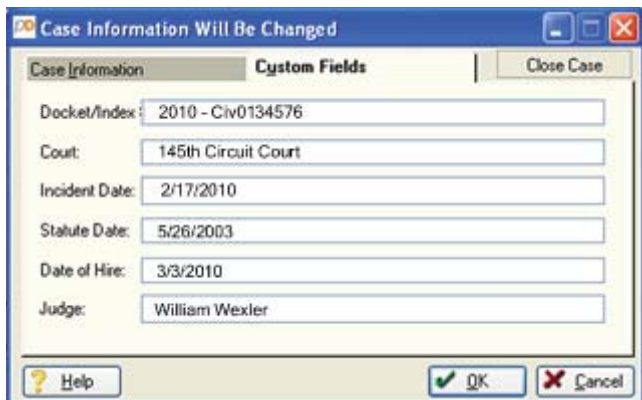 Case Information Will Be Changed
Case Information Custom Fields Close Case
Docket/Index : 2010 - Civ0134576
Court: 145th Circuit Court
Incident Date: 2/17/2010
Statute Date: 5/26/2003
Date of Hire: 3/3/2010
Judge: William Wexler
? Help OK Cancel